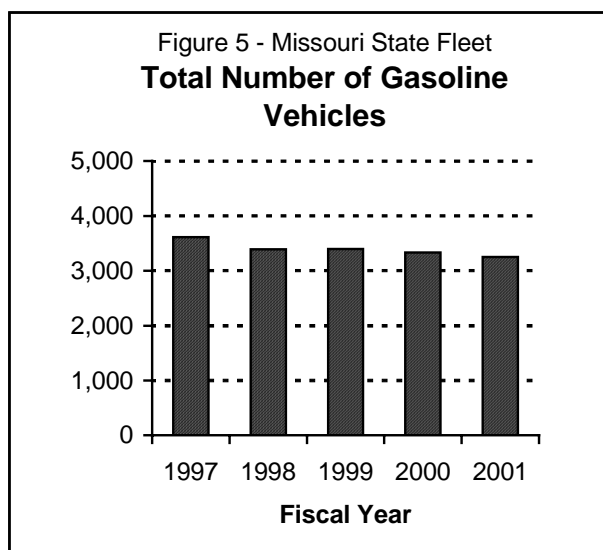 Figure 5 - Missouri State Fleet
Total Number of Gasoline
Vehicles
5,000
4,000
3,000
2,000
1,000
0
1997 1998 1999 2000 2001
Fiscal Year